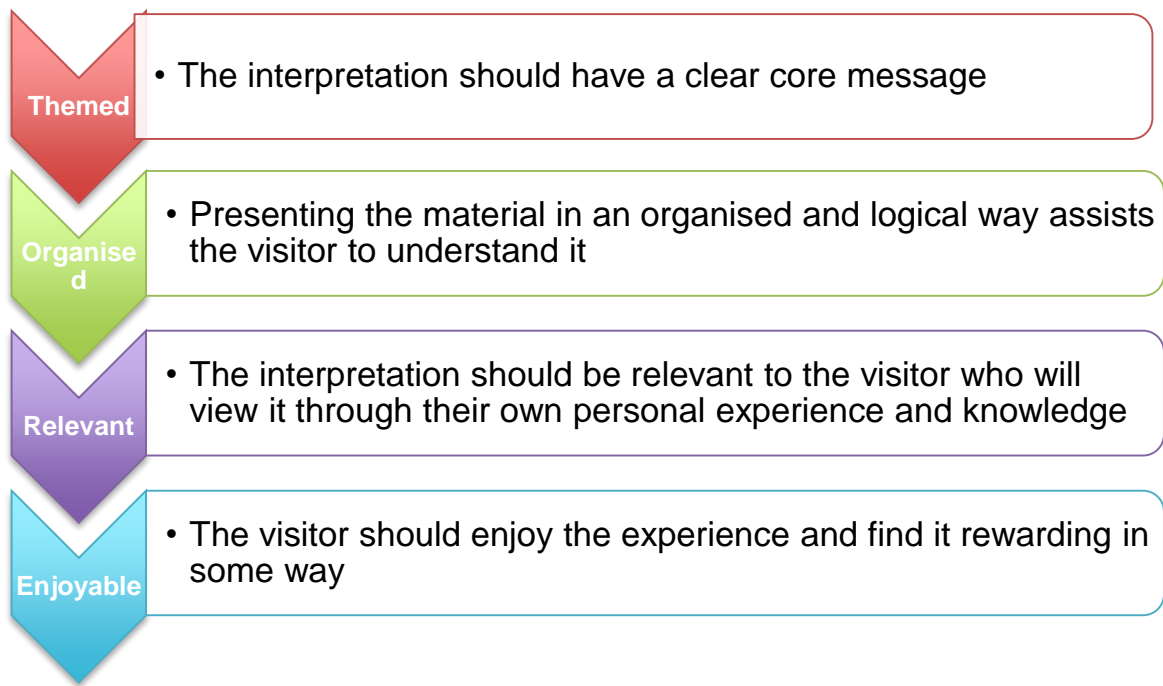 Themed
• The interpretation should have a clear core message
Organise
d
• Presenting the material in an organised and logical way assists
the visitor to understand it
Relevant
• The interpretation should be relevant to the visitor who will
view it through their own personal experience and knowledge
Enjoyable
• The visitor should enjoy the experience and find it rewarding in
some way